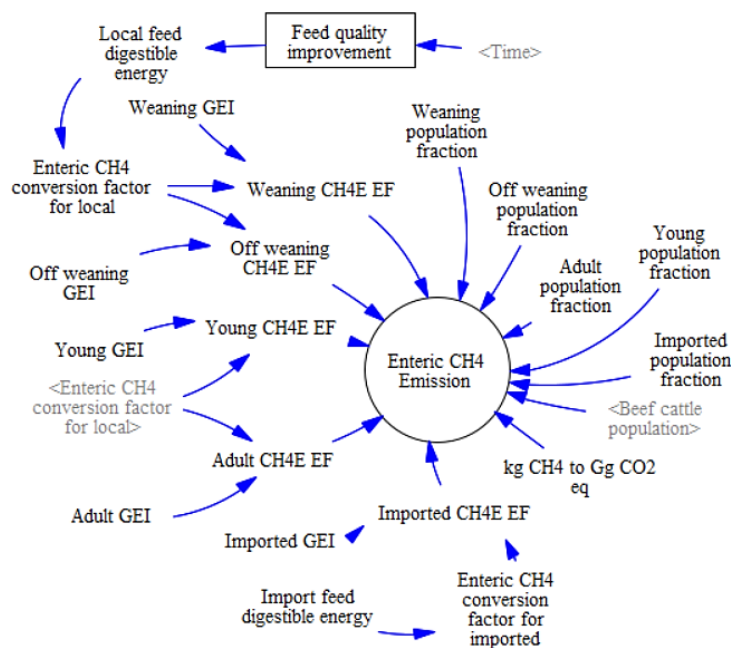 Local feed
digestible
energy
Feed quality
improvement
<Time>
Weaning GEI
Weaning
population
fraction
Enteric CH4
conversion factor
for local
Weaning CH4E EF
Off weaning
population
fraction
Off weaning
CH4E EF
Young
population
fraction
Off weaning
GEI
Adult
population
fraction
Young CH4E EF
Young GEI
Enteric CH4
Emission
Imported
population
fraction
<Enteric CH4
conversion factor
for local>
<Beef cattle
population>
Adult CH4E EF
kg CH4 to Gg CO2
eq
Adult GEI
Imported CH4E EF
Imported GEI
Import feed
digestible energy
Enteric CH4
conversion
factor for
imported